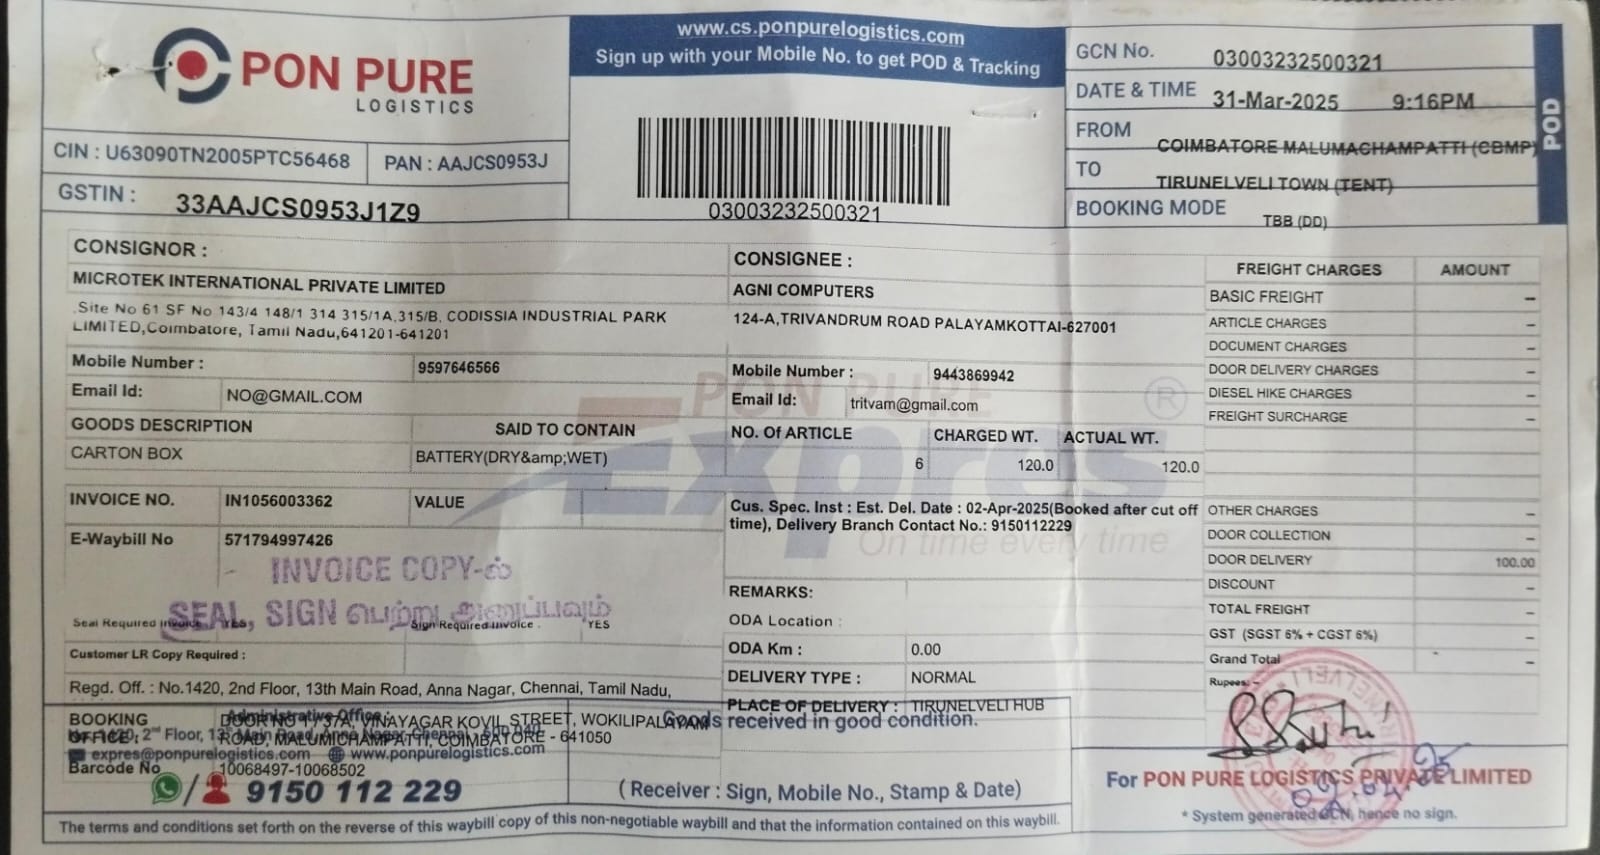 PON PURE
LOGISTICS
CIN : U63090TN2005PTC56468
PAN : AAJCS0953J
GSTIN : 33AAJCS0953J1Z9
www.cs.ponpurelogistics.com
Sign up with your Mobile No. to get POD & Tracking
03003232500321
GCN No. 03003232500321
DATE & TIME 31-Mar-2025 9:16PM
FROM COIMBATORE MALUMACHAMPATTI (CBMP)
TO TIRUNELVELI TOWN (TENT)
BOOKING MODE TBB (DD)
POD
CONSIGNOR :
MICROTEK INTERNATIONAL PRIVATE LIMITED
.Site No 61 SF No 143/4 148/1 314 315/1A,315/B, CODISSIA INDUSTRIAL PARK
LIMITED,Coimbatore, Tamil Nadu,641201-641201
Mobile Number : 9597646566
Email Id: NO@GMAIL.COM
GOODS DESCRIPTION SAID TO CONTAIN
CARTON BOX BATTERY(DRY&amp;WET)
INVOICE NO. IN1056003362 VALUE
E-Waybill No 571794997426
INVOICE COPY-ல்
SEAL, SIGN பெற்று அனுப்பவும்
Seal Required Invoice YES Sign Required Invoice . YES
Customer LR Copy Required :
Regd. Off. : No.1420, 2nd Floor, 13th Main Road, Anna Nagar, Chennai, Tamil Nadu,
CONSIGNEE :
AGNI COMPUTERS
124-A,TRIVANDRUM ROAD PALAYAMKOTTAI-627001
Mobile Number : 9443869942
Email Id: tritvam@gmail.com
NO. Of ARTICLE CHARGED WT. ACTUAL WT.
6 120.0 120.0
PON PURE
Expres ®
On time every time
Cus. Spec. Inst : Est. Del. Date : 02-Apr-2025(Booked after cut off
time), Delivery Branch Contact No.: 9150112229
REMARKS:
ODA Location :
ODA Km : 0.00
DELIVERY TYPE : NORMAL
PLACE OF DELIVERY : TIRUNELVELI HUB
FREIGHT CHARGES AMOUNT
BASIC FREIGHT –
ARTICLE CHARGES –
DOCUMENT CHARGES –
DOOR DELIVERY CHARGES –
DIESEL HIKE CHARGES –
FREIGHT SURCHARGE –
OTHER CHARGES –
DOOR COLLECTION –
DOOR DELIVERY 100.00
DISCOUNT –
TOTAL FREIGHT –
GST (SGST 6% + CGST 6%) –
Grand Total –
Rupees: -
BOOKING OFFICE : DOOR NO 1 / 37A, VINAYAGAR KOVIL STREET, WOKILIPALAYAM
ROAD, MALUMICHAMPATTI, COIMBATORE - 641050
Administrative Office :
2nd Floor, 13th Main Road, Anna Nagar, Chennai
expres@ponpurelogistics.com www.ponpurelogistics.com
Barcode No 10068497-10068502
/ 9150 112 229
Goods received in good condition.
(Receiver : Sign, Mobile No., Stamp & Date)
For PON PURE LOGISTICS PRIVATE LIMITED
* System generated GCN, hence no sign.
The terms and conditions set forth on the reverse of this waybill copy of this non-negotiable waybill and that the information contained on this waybill.